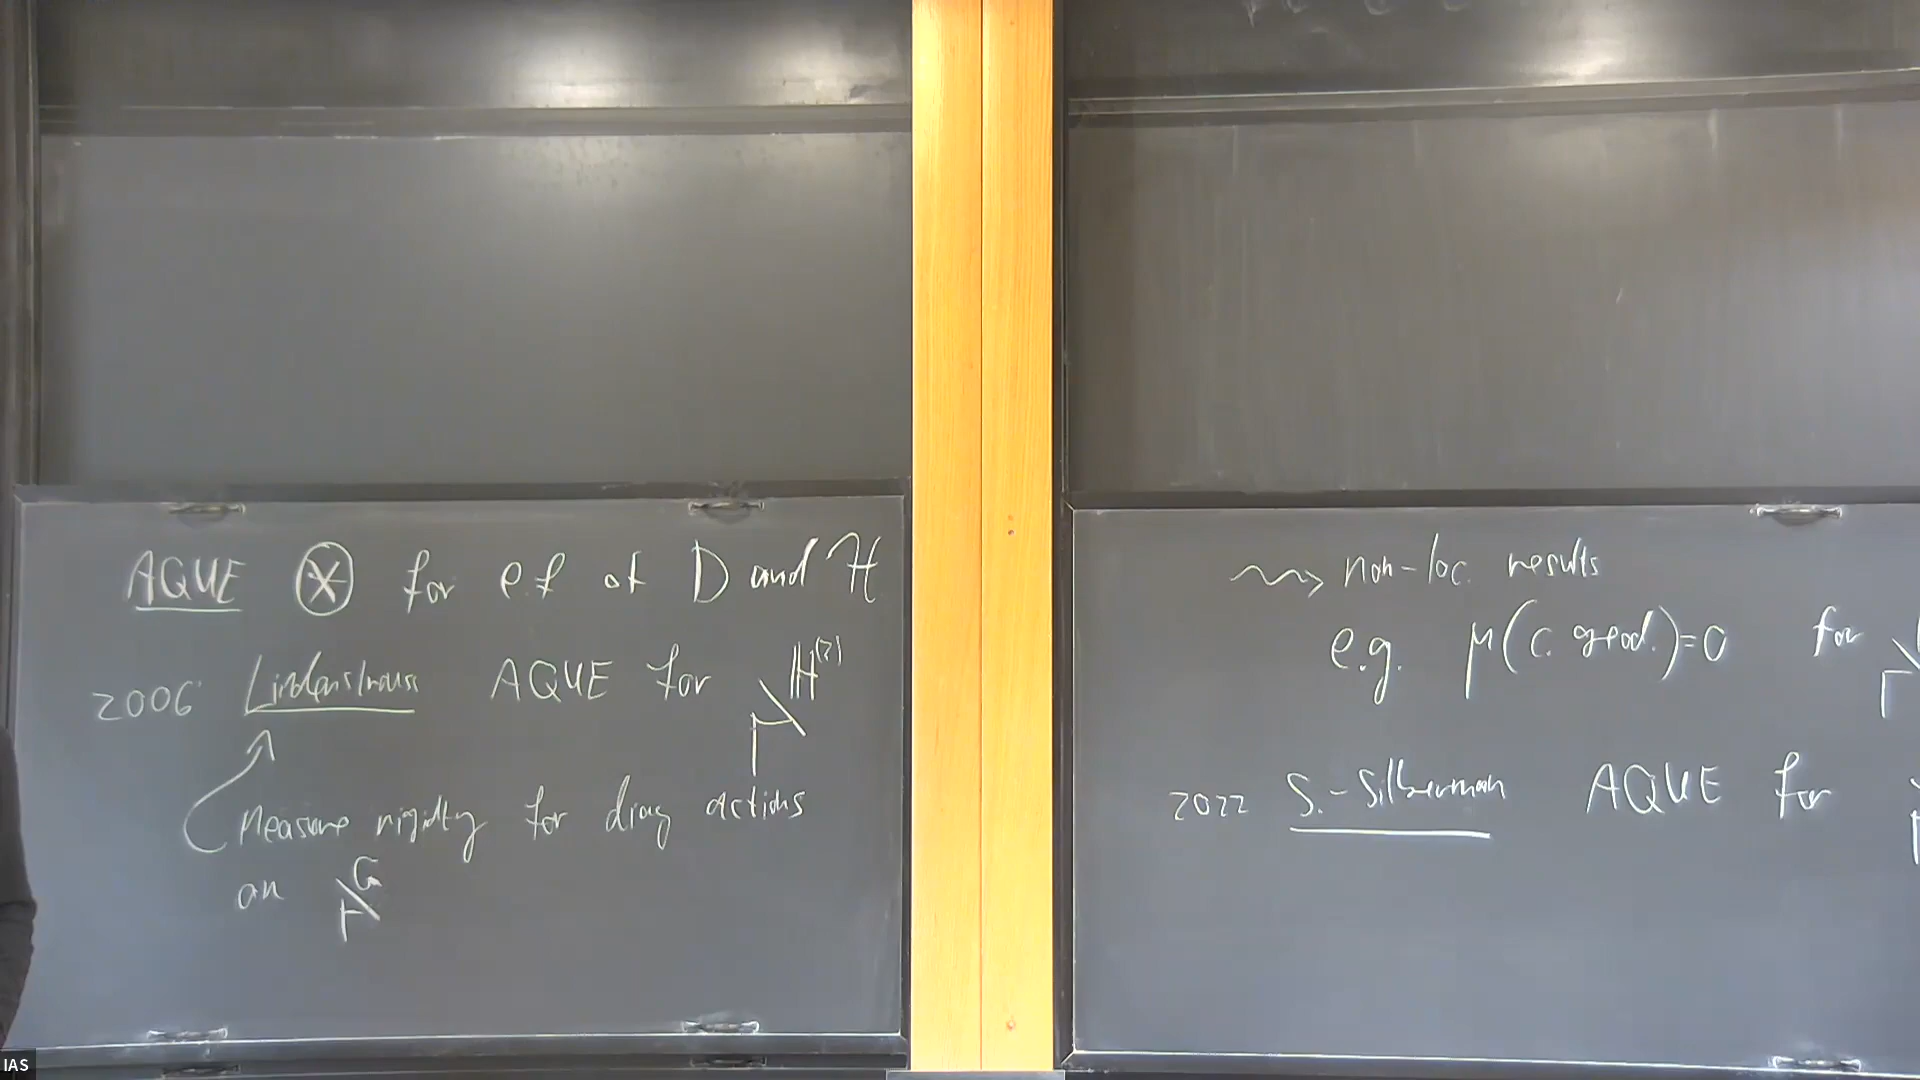 AQUE ⊗ for e.f of D and H
2006 Lindenstrauss AQUE for Γ\ℍ⁽²⁾
Measure rigidity for diag actions
on Γ\G
⇝ non-loc. results
e.g. μ(c. geod.)=0 for Γ\
2022 S.-Silberman AQUE for
IAS